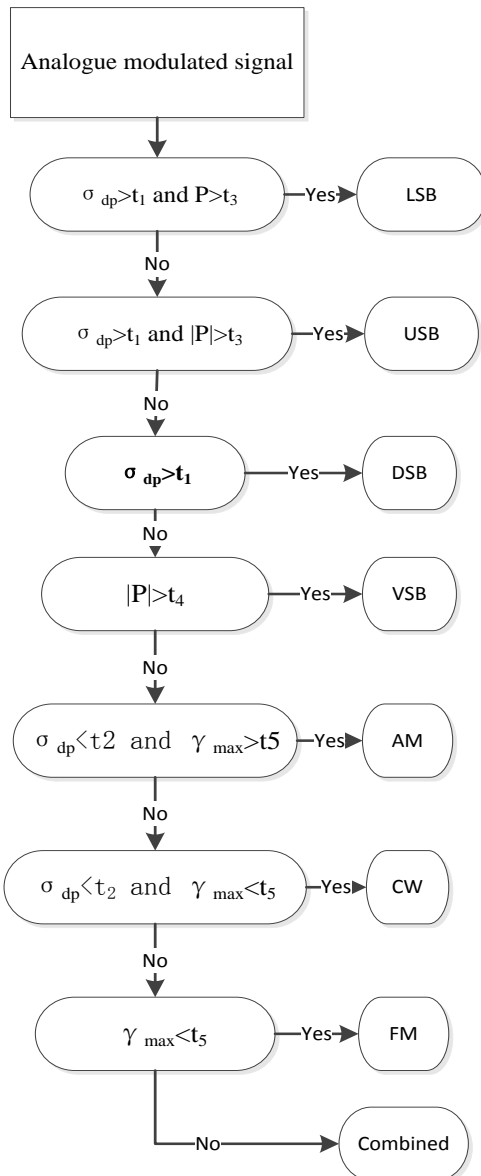 Analogue modulated signal
σ dp>t₁ and P>t₃
Yes
LSB
No
σ dp>t₁ and |P|>t₃
Yes
USB
No
σ dp>t₁
Yes
DSB
No
|P|>t₄
Yes
VSB
No
σ dp<t2 and γ max>t5
Yes
AM
No
σ dp<t₂ and γ max<t₅
Yes
CW
No
γ max<t₅
Yes
FM
No
Combined